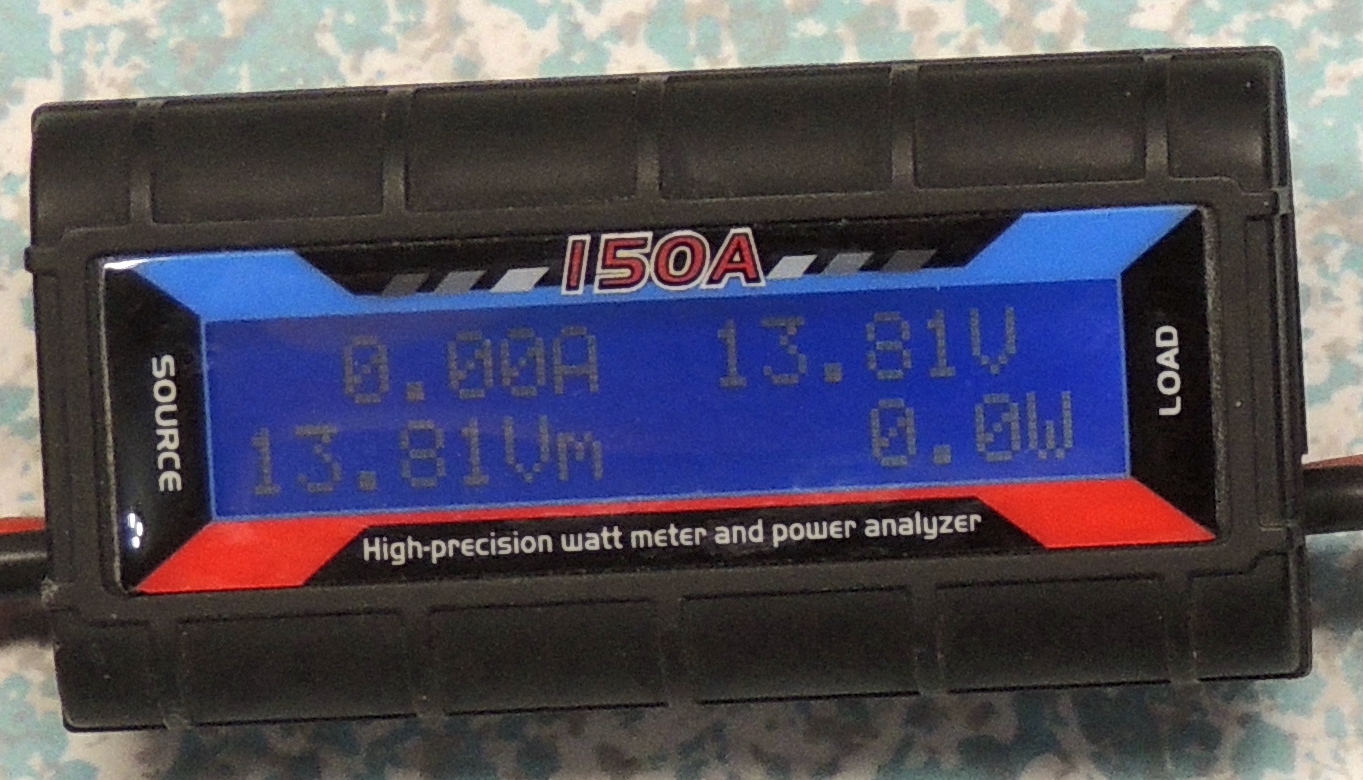 150A
SOURCE
0.00A 13.81V
13.81Vm 0.0W
LOAD
High-precision watt meter and power analyzer